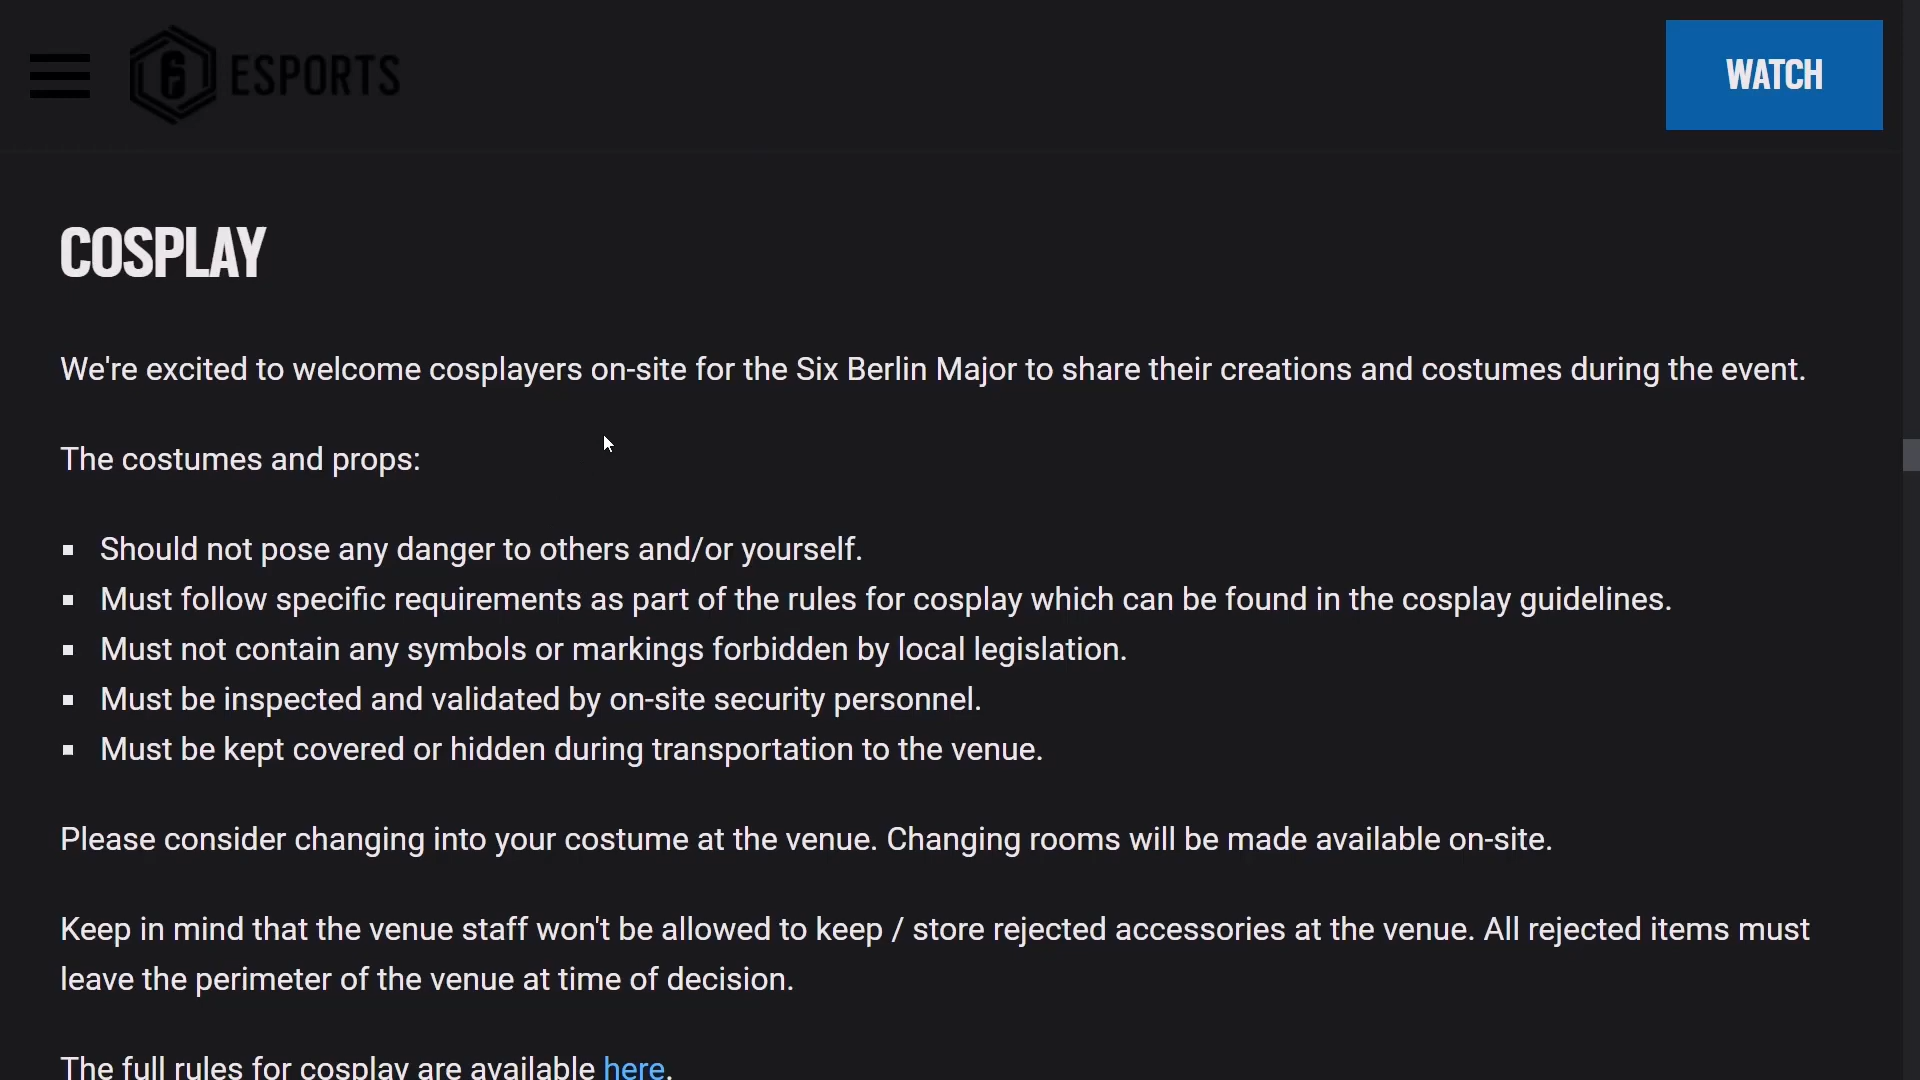 6 ESPORTS
WATCH
COSPLAY
We're excited to welcome cosplayers on-site for the Six Berlin Major to share their creations and costumes during the event.
The costumes and props:
▪ Should not pose any danger to others and/or yourself.
▪ Must follow specific requirements as part of the rules for cosplay which can be found in the cosplay guidelines.
▪ Must not contain any symbols or markings forbidden by local legislation.
▪ Must be inspected and validated by on-site security personnel.
▪ Must be kept covered or hidden during transportation to the venue.
Please consider changing into your costume at the venue. Changing rooms will be made available on-site.
Keep in mind that the venue staff won't be allowed to keep / store rejected accessories at the venue. All rejected items must
leave the perimeter of the venue at time of decision.
The full rules for cosplay are available here.